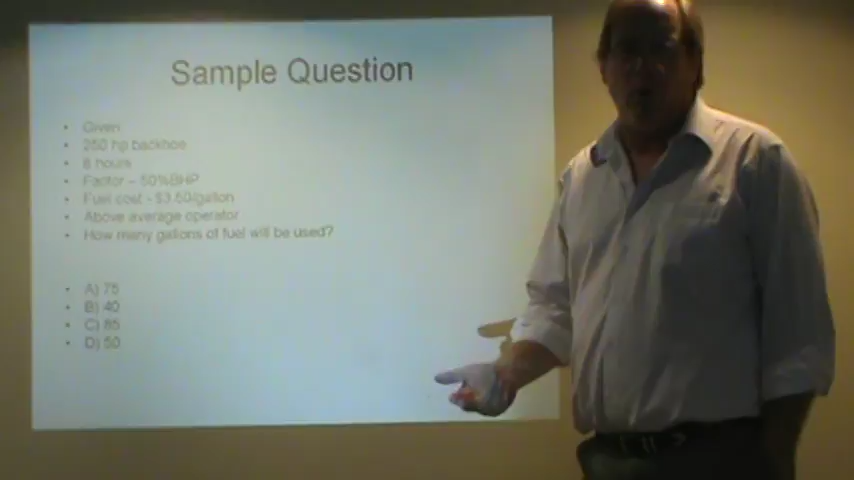 Sample Question
• Given
• 250 hp backhoe
• 8 hours
• Factor – 50%BHP
• Fuel cost - $3.50/gallon
• Above average operator
• How many gallons of fuel will be used?
• A) 75
• B) 40
• C) 85
• D) 50